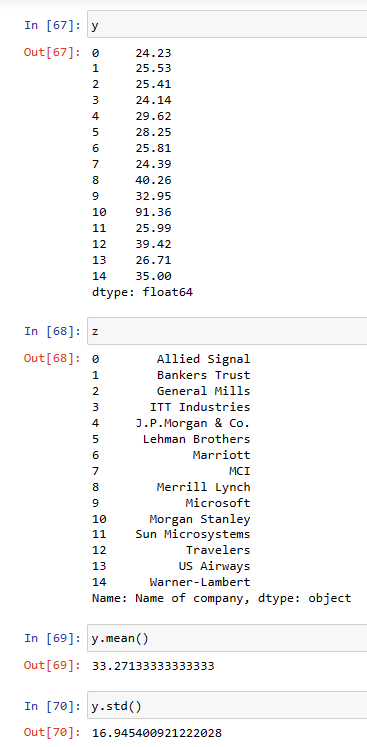 In [67]: y
Out[67]: 0 24.23
1 25.53
2 25.41
3 24.14
4 29.62
5 28.25
6 25.81
7 24.39
8 40.26
9 32.95
10 91.36
11 25.99
12 39.42
13 26.71
14 35.00
dtype: float64
In [68]: z
Out[68]: 0 Allied Signal
1 Bankers Trust
2 General Mills
3 ITT Industries
4 J.P.Morgan & Co.
5 Lehman Brothers
6 Marriott
7 MCI
8 Merrill Lynch
9 Microsoft
10 Morgan Stanley
11 Sun Microsystems
12 Travelers
13 US Airways
14 Warner-Lambert
Name: Name of company, dtype: object
In [69]: y.mean()
Out[69]: 33.27133333333333
In [70]: y.std()
Out[70]: 16.945400921222028